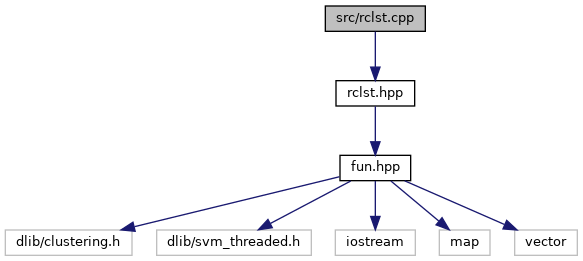 src/rclst.cpp
rclst.hpp
fun.hpp
dlib/clustering.h
dlib/svm_threaded.h
iostream
map
vector